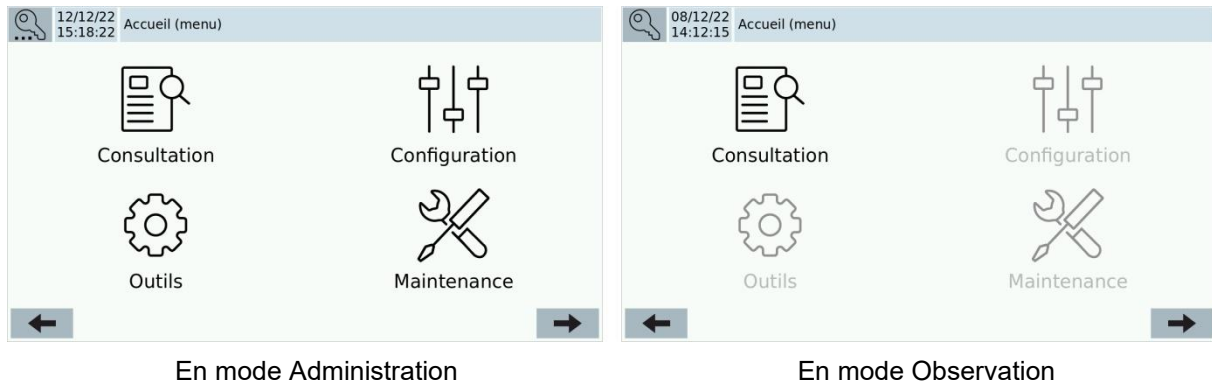 12/12/22
15:18:22 Accueil (menu)
Consultation Configuration
Outils Maintenance
En mode Administration
08/12/22
14:12:15 Accueil (menu)
Consultation Configuration
Outils Maintenance
En mode Observation